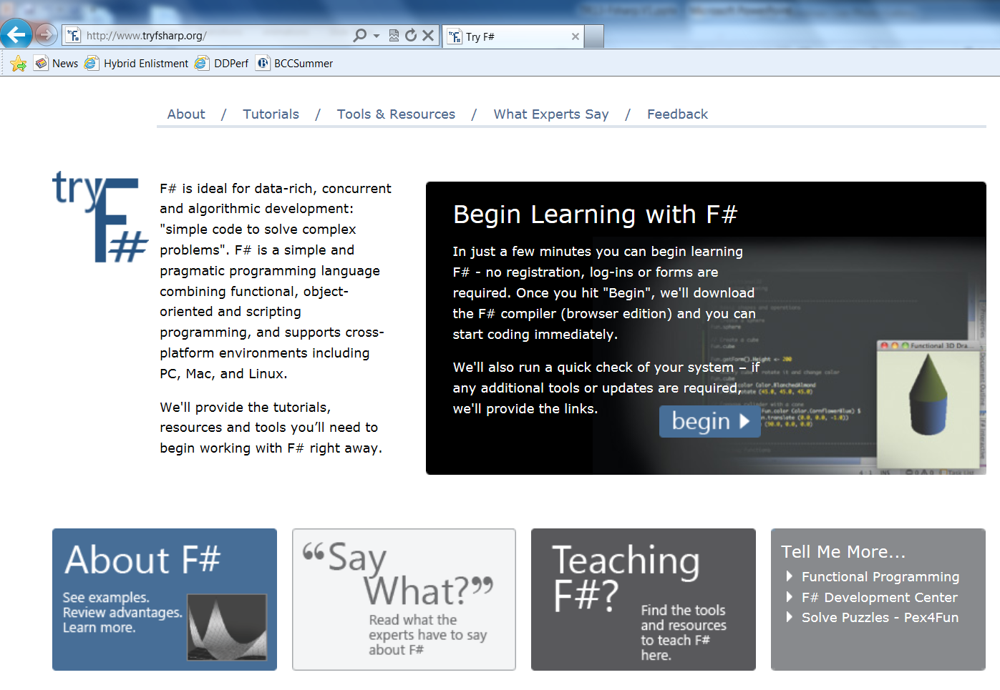 http://www.tryfsharp.org/
Try F#
News
Hybrid Enlistment
DDPerf
BCCSummer
About / Tutorials / Tools & Resources / What Experts Say / Feedback
try
F#
F# is ideal for data-rich, concurrent
and algorithmic development:
"simple code to solve complex
problems". F# is a simple and
pragmatic programming language
combining functional, object-
oriented and scripting
programming, and supports cross-
platform environments including
PC, Mac, and Linux.
We'll provide the tutorials,
resources and tools you’ll need to
begin working with F# right away.
Begin Learning with F#
In just a few minutes you can begin learning
F# - no registration, log-ins or forms are
required. Once you hit "Begin", we'll download
the F# compiler (browser edition) and you can
start coding immediately.
We'll also run a quick check of your system – if
any additional tools or updates are required,
we'll provide the links.
begin
Functional 3D Dra...
About F#
See examples.
Review advantages.
Learn more.
“Say
What?”
Read what the
experts have to say
about F#
Teaching
F#?
Find the tools
and resources
to teach F#
here.
Tell Me More...
Functional Programming
F# Development Center
Solve Puzzles - Pex4Fun